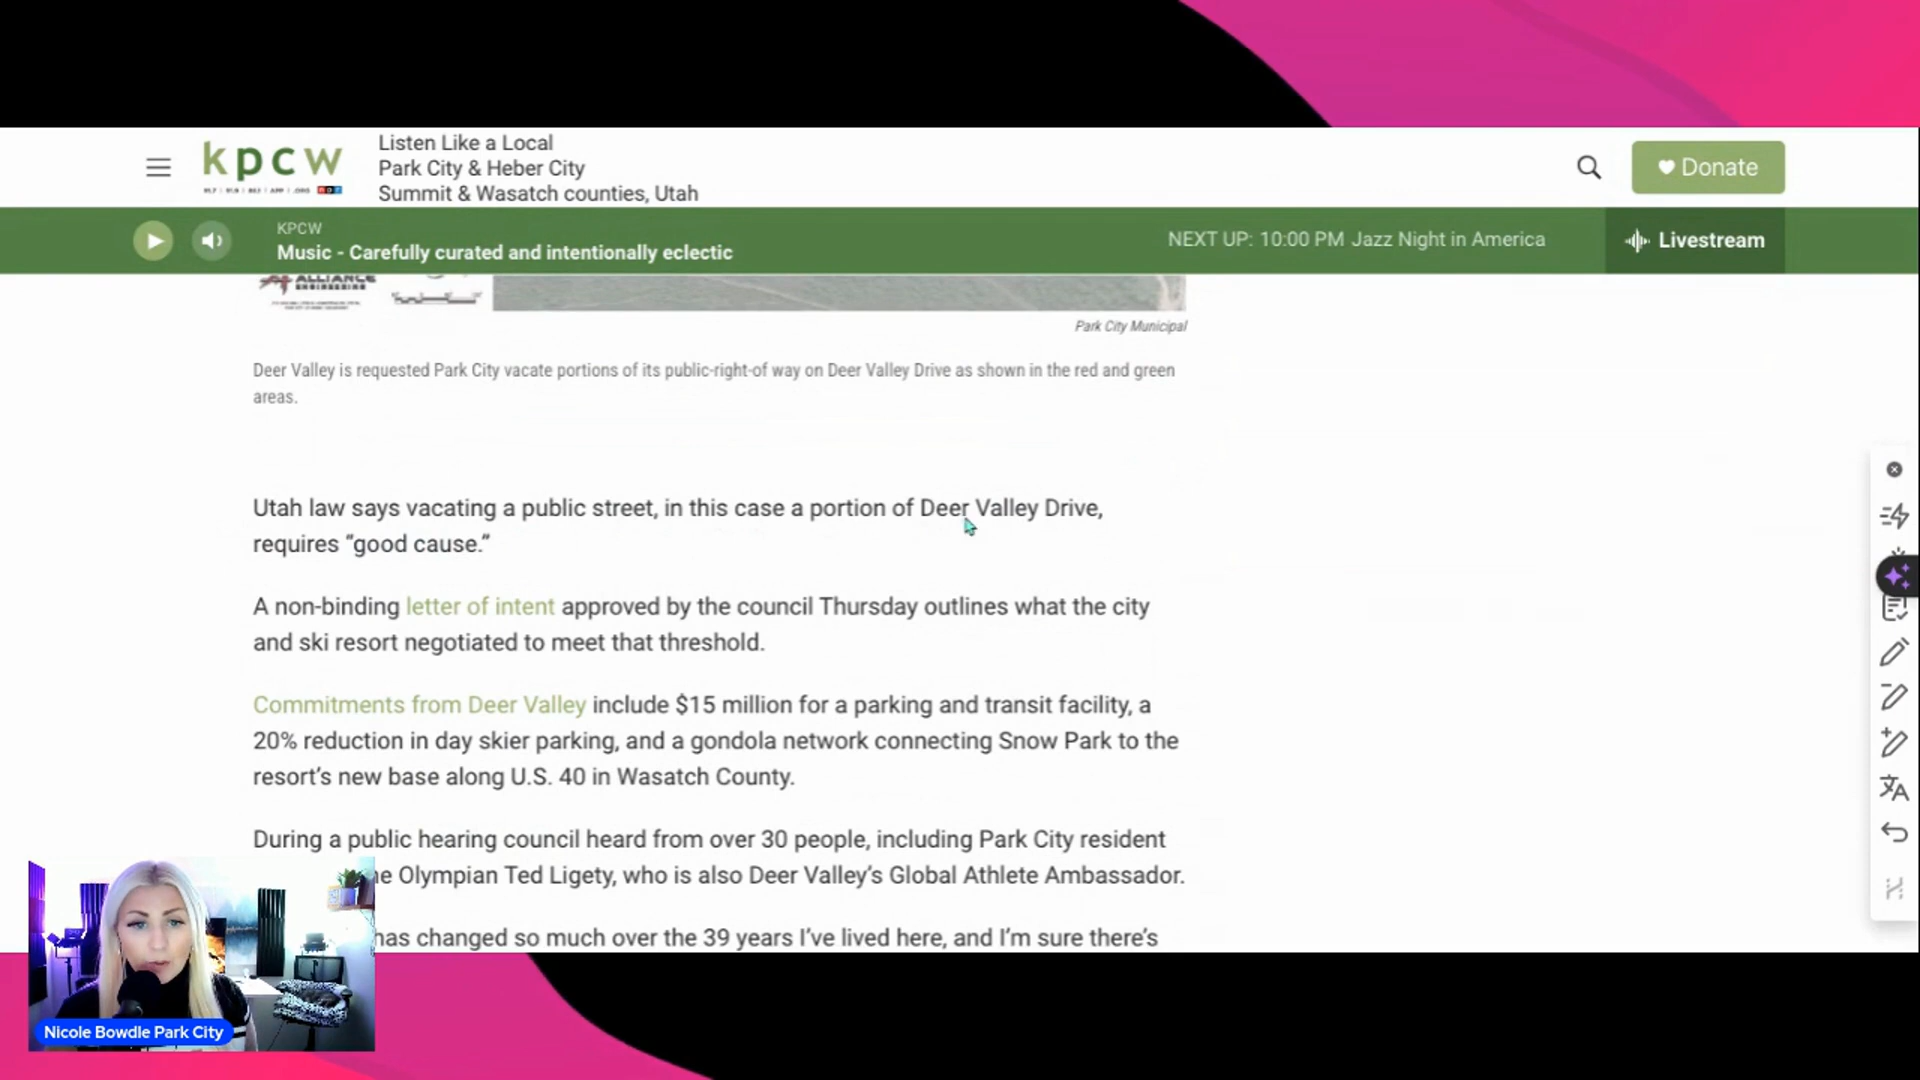 kpcw
Listen Like a Local
Park City & Heber City
Summit & Wasatch counties, Utah
Donate
KPCW
Music - Carefully curated and intentionally eclectic
NEXT UP: 10:00 PM Jazz Night in America
Livestream
ALLIANCE
ENGINEERING
Park City Municipal
Deer Valley is requested Park City vacate portions of its public-right-of way on Deer Valley Drive as shown in the red and green
areas.
Utah law says vacating a public street, in this case a portion of Deer Valley Drive,
requires “good cause.”
A non-binding letter of intent approved by the council Thursday outlines what the city
and ski resort negotiated to meet that threshold.
Commitments from Deer Valley include $15 million for a parking and transit facility, a
20% reduction in day skier parking, and a gondola network connecting Snow Park to the
resort’s new base along U.S. 40 in Wasatch County.
During a public hearing council heard from over 30 people, including Park City resident
e Olympian Ted Ligety, who is also Deer Valley’s Global Athlete Ambassador.
has changed so much over the 39 years I’ve lived here, and I’m sure there’s
Nicole Bowdle Park City